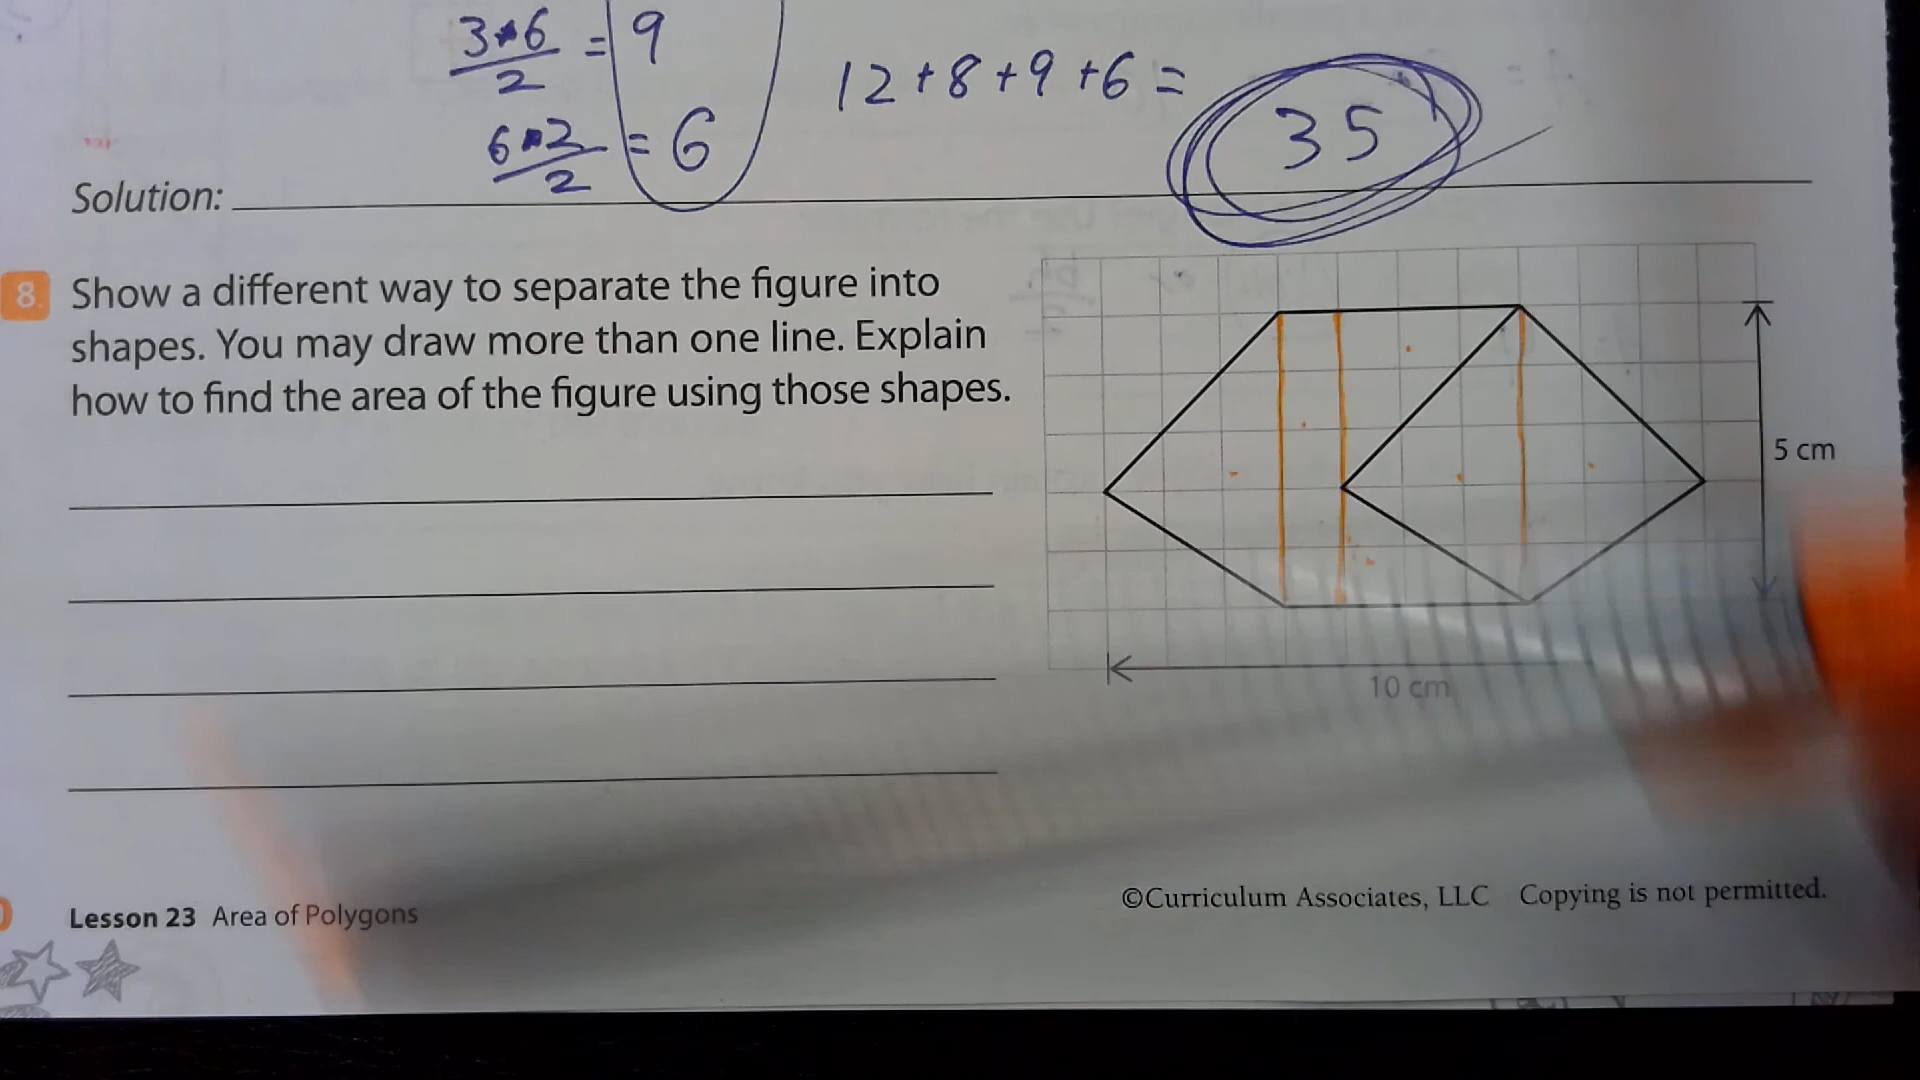 3*6/2 = 9
12+8+9+6= 35
6*2/2 = 6
Solution:
8. Show a different way to separate the figure into
shapes. You may draw more than one line. Explain
how to find the area of the figure using those shapes.
5 cm
10 cm
©Curriculum Associates, LLC Copying is not permitted.
Lesson 23 Area of Polygons